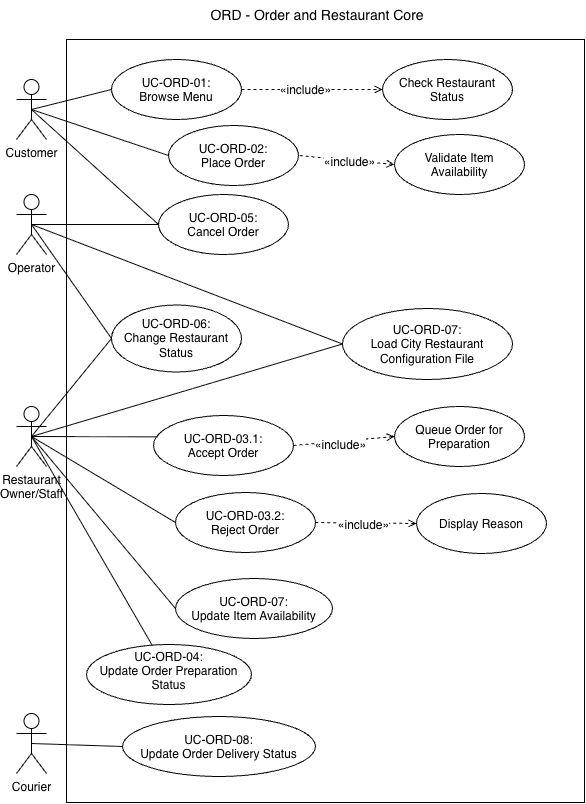 ORD - Order and Restaurant Core
UC-ORD-01:
Browse Menu
«include»
Check Restaurant
Status
Customer
UC-ORD-02:
Place Order
«include»
Validate Item
Availability
UC-ORD-05:
Cancel Order
Operator
UC-ORD-06:
Change Restaurant
Status
UC-ORD-07:
Load City Restaurant
Configuration File
Restaurant
Owner/Staff
UC-ORD-03.1:
Accept Order
«include»
Queue Order for
Preparation
UC-ORD-03.2:
Reject Order
«include»
Display Reason
UC-ORD-07:
Update Item Availability
UC-ORD-04:
Update Order Preparation
Status
UC-ORD-08:
Update Order Delivery Status
Courier